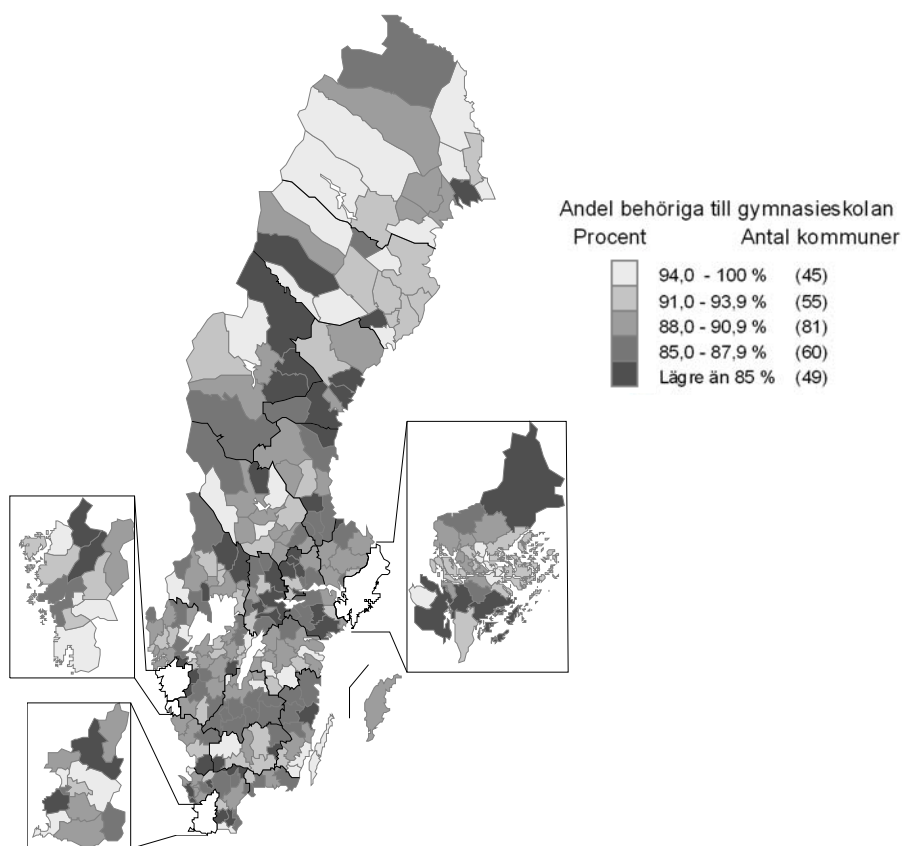 Andel behöriga till gymnasieskolan
Procent Antal kommuner
94,0 - 100 % (45)
91,0 - 93,9 % (55)
88,0 - 90,9 % (81)
85,0 - 87,9 % (60)
Lägre än 85 % (49)